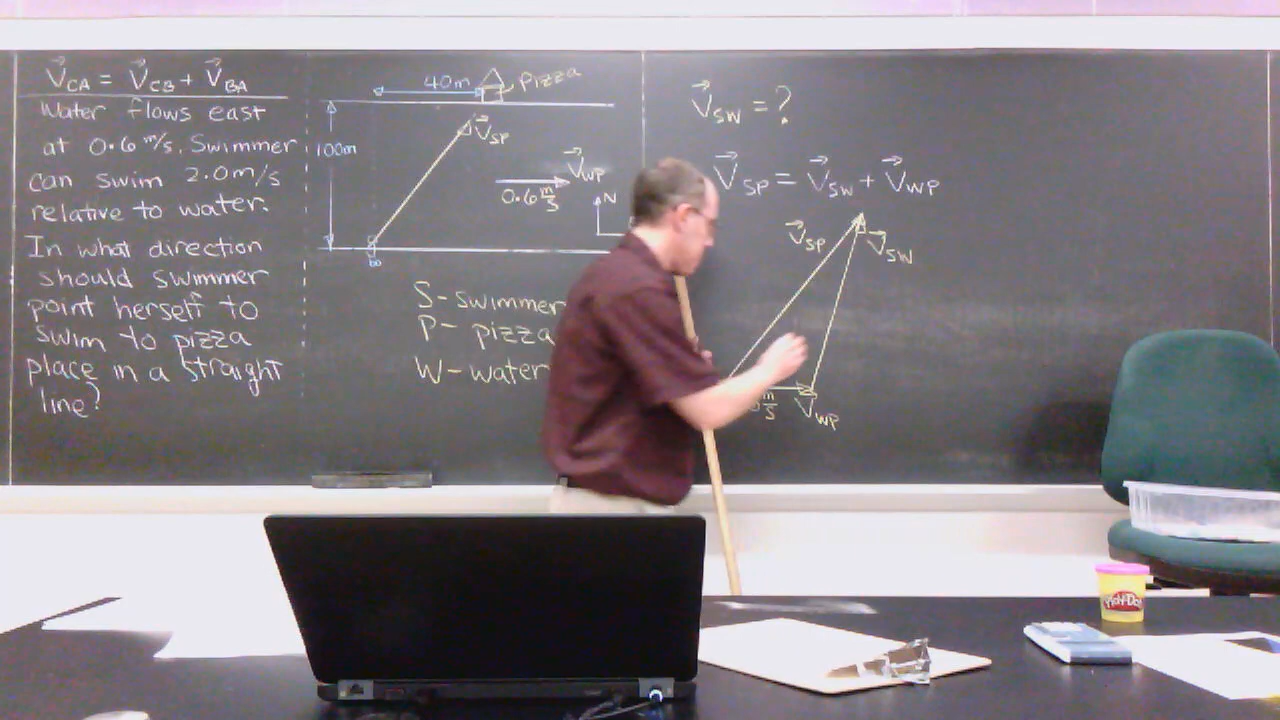 V⃗CA = V⃗CB + V⃗BA
Water flows east
at 0.6 m/s. Swimmer
can swim 2.0m/s
relative to water.
In what direction
should swimmer
point herself to
swim to pizza
place in a straight
line?
40m
Pizza
100m
V⃗SP
V⃗WP
0.6 m/s
N
S-swimmer
P- pizza
W-water
V⃗SW = ?
V⃗SP = V⃗SW + V⃗WP
V⃗SP
V⃗SW
m/s
V⃗WP
Play-Doh